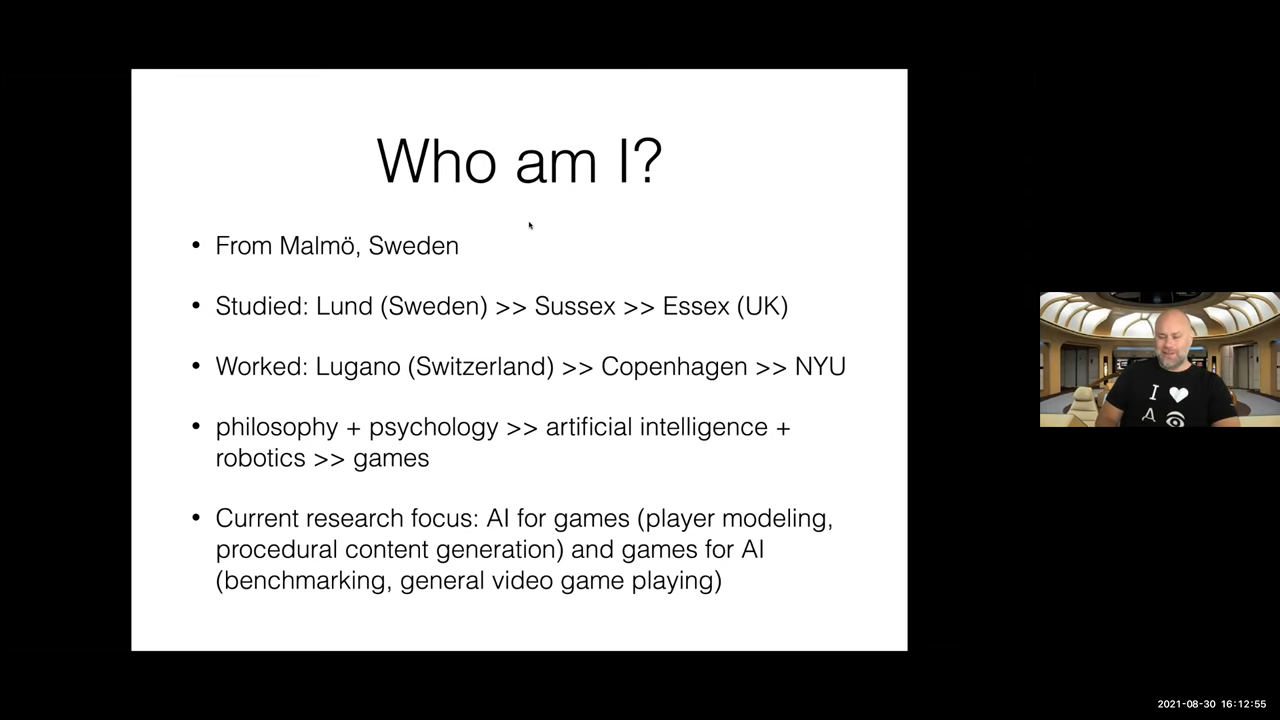 Who am I?
• From Malmö, Sweden
• Studied: Lund (Sweden) >> Sussex >> Essex (UK)
• Worked: Lugano (Switzerland) >> Copenhagen >> NYU
• philosophy + psychology >> artificial intelligence +
robotics >> games
• Current research focus: AI for games (player modeling,
procedural content generation) and games for AI
(benchmarking, general video game playing)
I ♥
A
2021-08-30 16:12:55